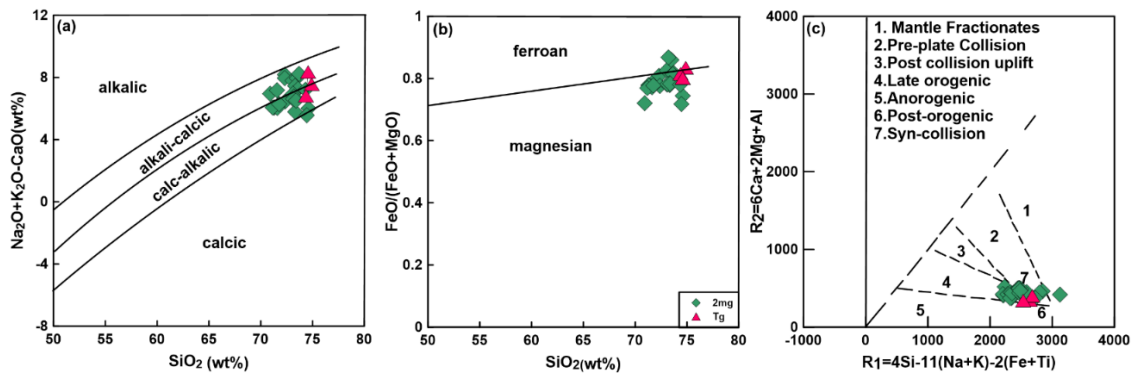 (a)
12
8
4
0
-4
-8
50
55
60
65
70
75
80
Na₂O+K₂O-CaO(wt%)
SiO₂ (wt%)
alkalic
alkali-calcic
calc-alkalic
calcic
(b)
1
0.8
0.6
0.4
0.2
0
50
55
60
65
70
75
80
FeO/(FeO+MgO)
SiO₂(wt%)
ferroan
magnesian
2mg
Tg
(c)
1. Mantle Fractionates
2.Pre-plate Collision
3.Post collision uplift
4.Late orogenic
5.Anorogenic
6.Post-orogenic
7.Syn-collision
4000
3000
2000
1000
0
-1000
0
1000
2000
3000
4000
R₂=6Ca+2Mg+Al
R₁=4Si-11(Na+K)-2(Fe+Ti)
1
2
3
4
5
6
7